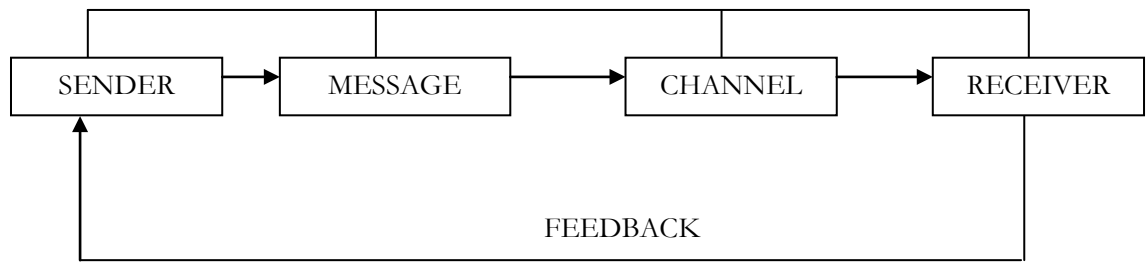 SENDER
MESSAGE
CHANNEL
RECEIVER
FEEDBACK